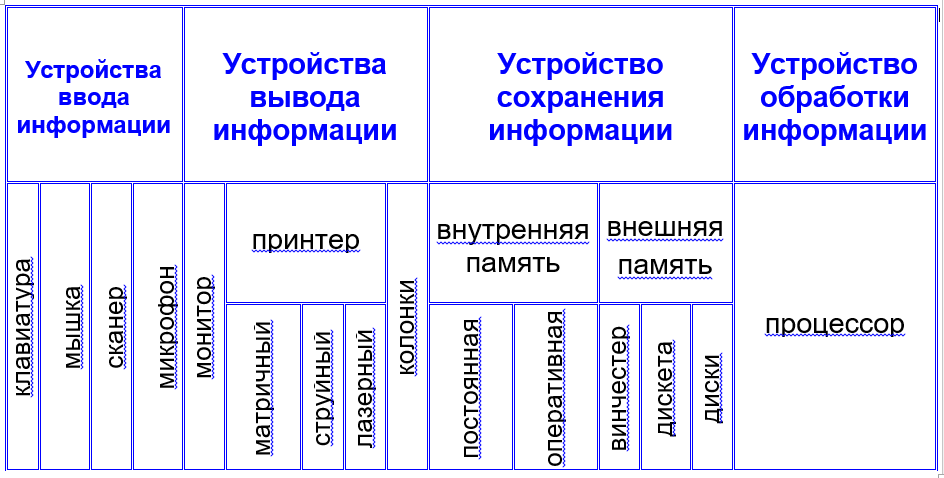 Устройства
ввода
информации
Устройства
вывода
информации
Устройство
сохранения
информации
Устройство
обработки
информации
клавиатура
мышка
сканер
микрофон
монитор
принтер
матричный
струйный
лазерный
колонки
внутренняя
память
постоянная
оперативная
внешняя
память
винчестер
дискета
диски
процессор